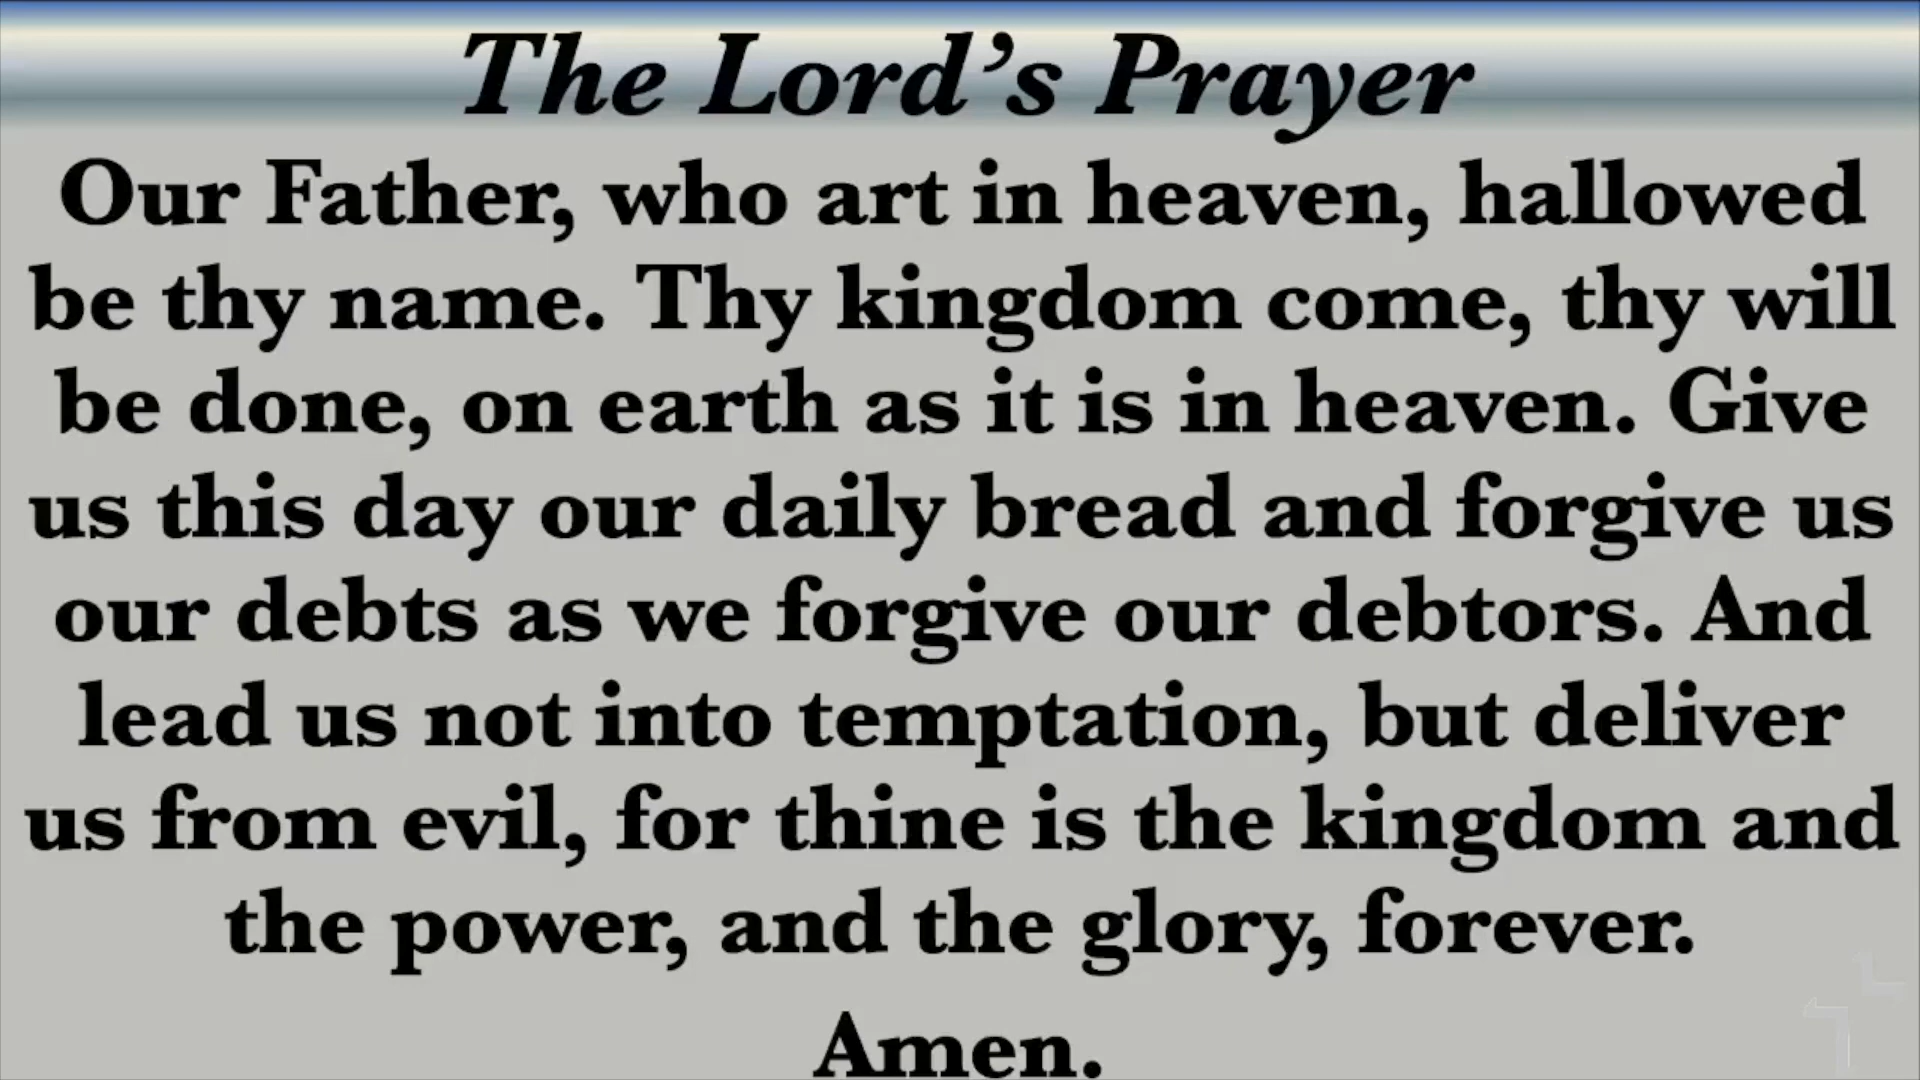 The Lord’s Prayer
Our Father, who art in heaven, hallowed
be thy name. Thy kingdom come, thy will
be done, on earth as it is in heaven. Give
us this day our daily bread and forgive us
our debts as we forgive our debtors. And
lead us not into temptation, but deliver
us from evil, for thine is the kingdom and
the power, and the glory, forever.
Amen.